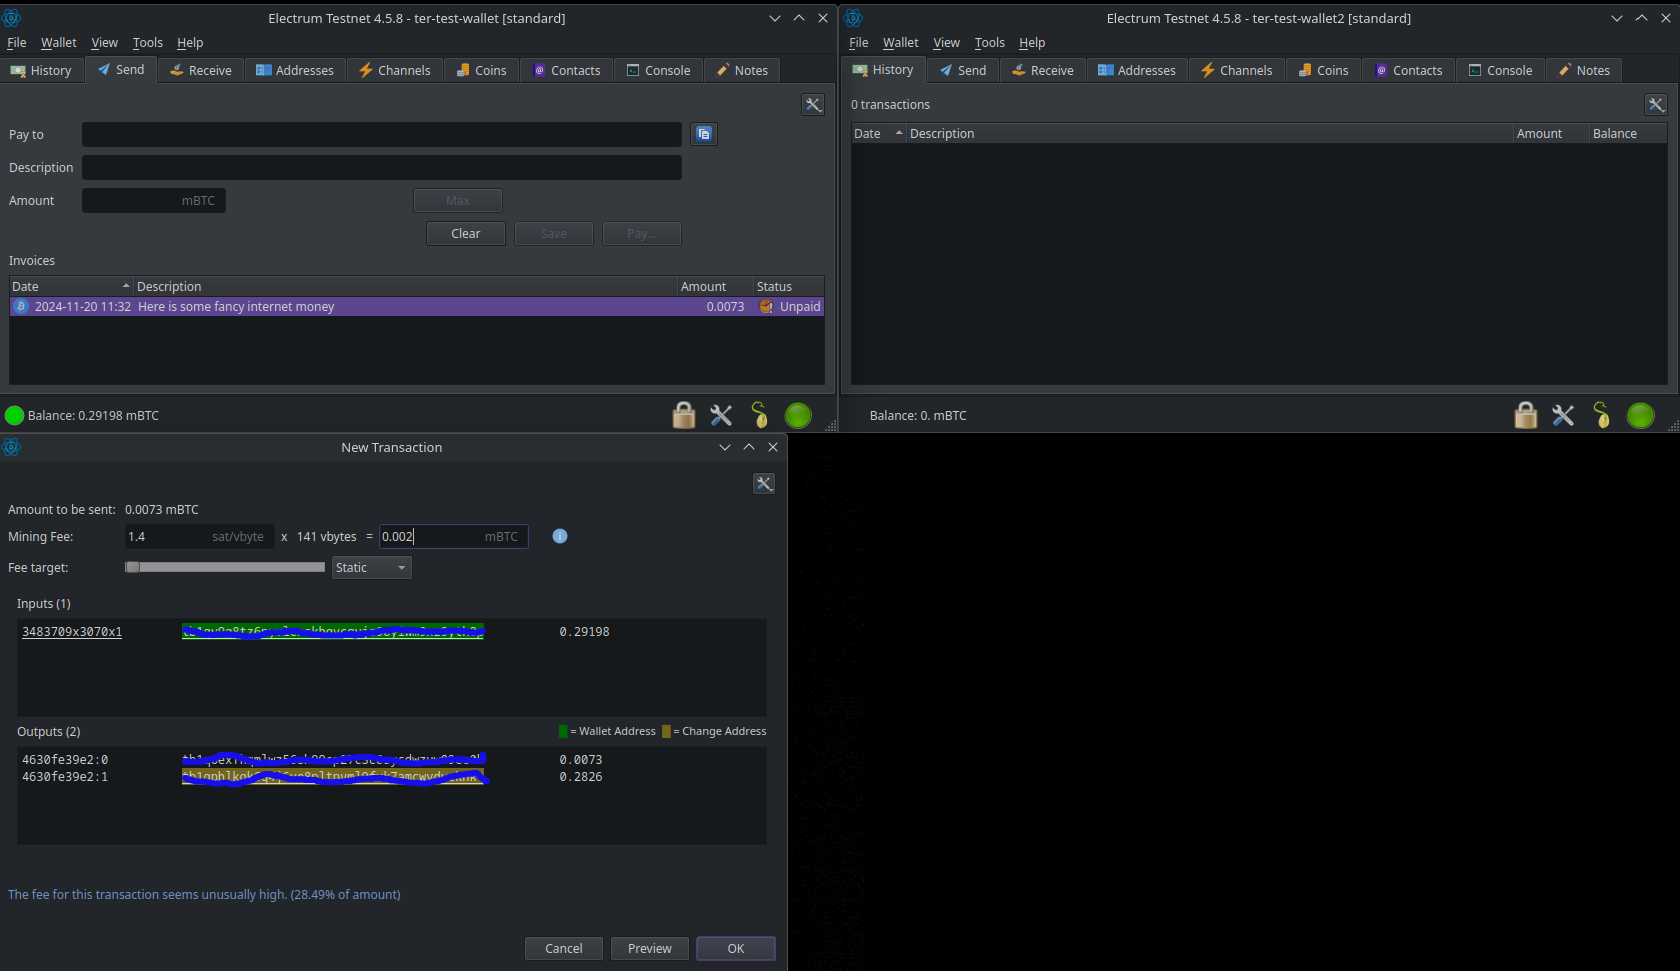 Electrum Testnet 4.5.8 - ter-test-wallet [standard]
File Wallet View Tools Help
History Send Receive Addresses Channels Coins Contacts Console Notes
Pay to
Description
Amount mBTC Max
Clear Save Pay...
Invoices
Date Description Amount Status
2024-11-20 11:32 Here is some fancy internet money 0.0073 Unpaid
Balance: 0.29198 mBTC
Electrum Testnet 4.5.8 - ter-test-wallet2 [standard]
File Wallet View Tools Help
History Send Receive Addresses Channels Coins Contacts Console Notes
0 transactions
Date Description Amount Balance
Balance: 0. mBTC
New Transaction
Amount to be sent: 0.0073 mBTC
Mining Fee: 1.4 sat/vbyte x 141 vbytes = 0.002 mBTC
Fee target: Static
Inputs (1)
3483709x3070x1 0.29198
Outputs (2) = Wallet Address = Change Address
4630fe39e2:0 0.0073
4630fe39e2:1 0.2826
The fee for this transaction seems unusually high. (28.49% of amount)
Cancel Preview OK